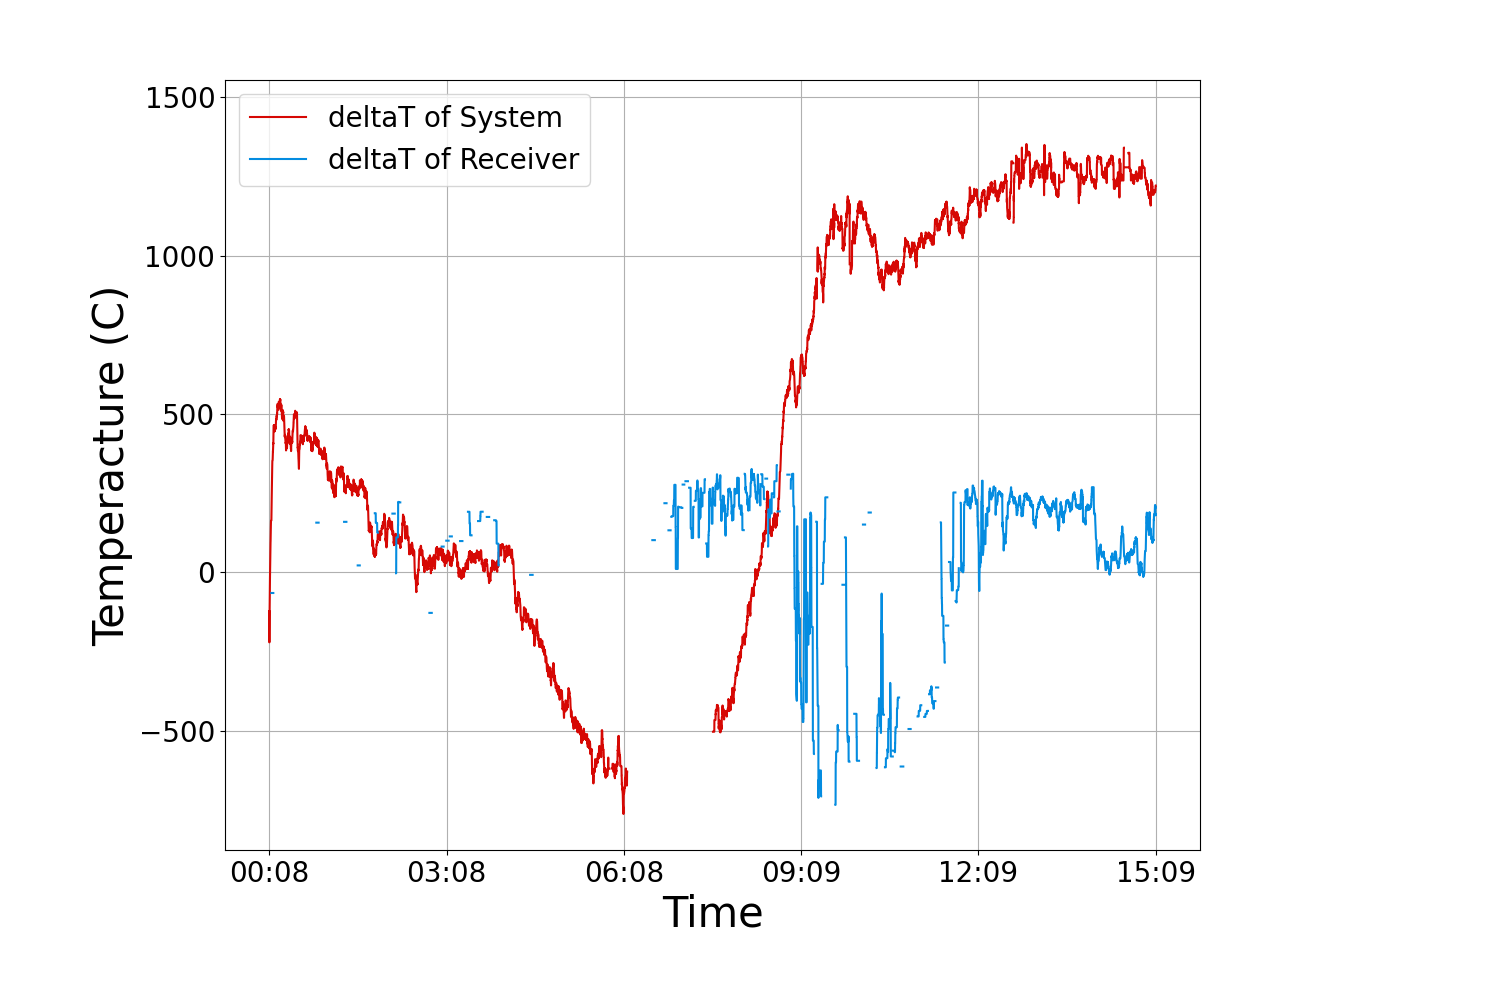 deltaT of System
deltaT of Receiver
1500
1000
500
0
−500
Temperacture (C)
00:08 03:08 06:08 09:09 12:09 15:09
Time